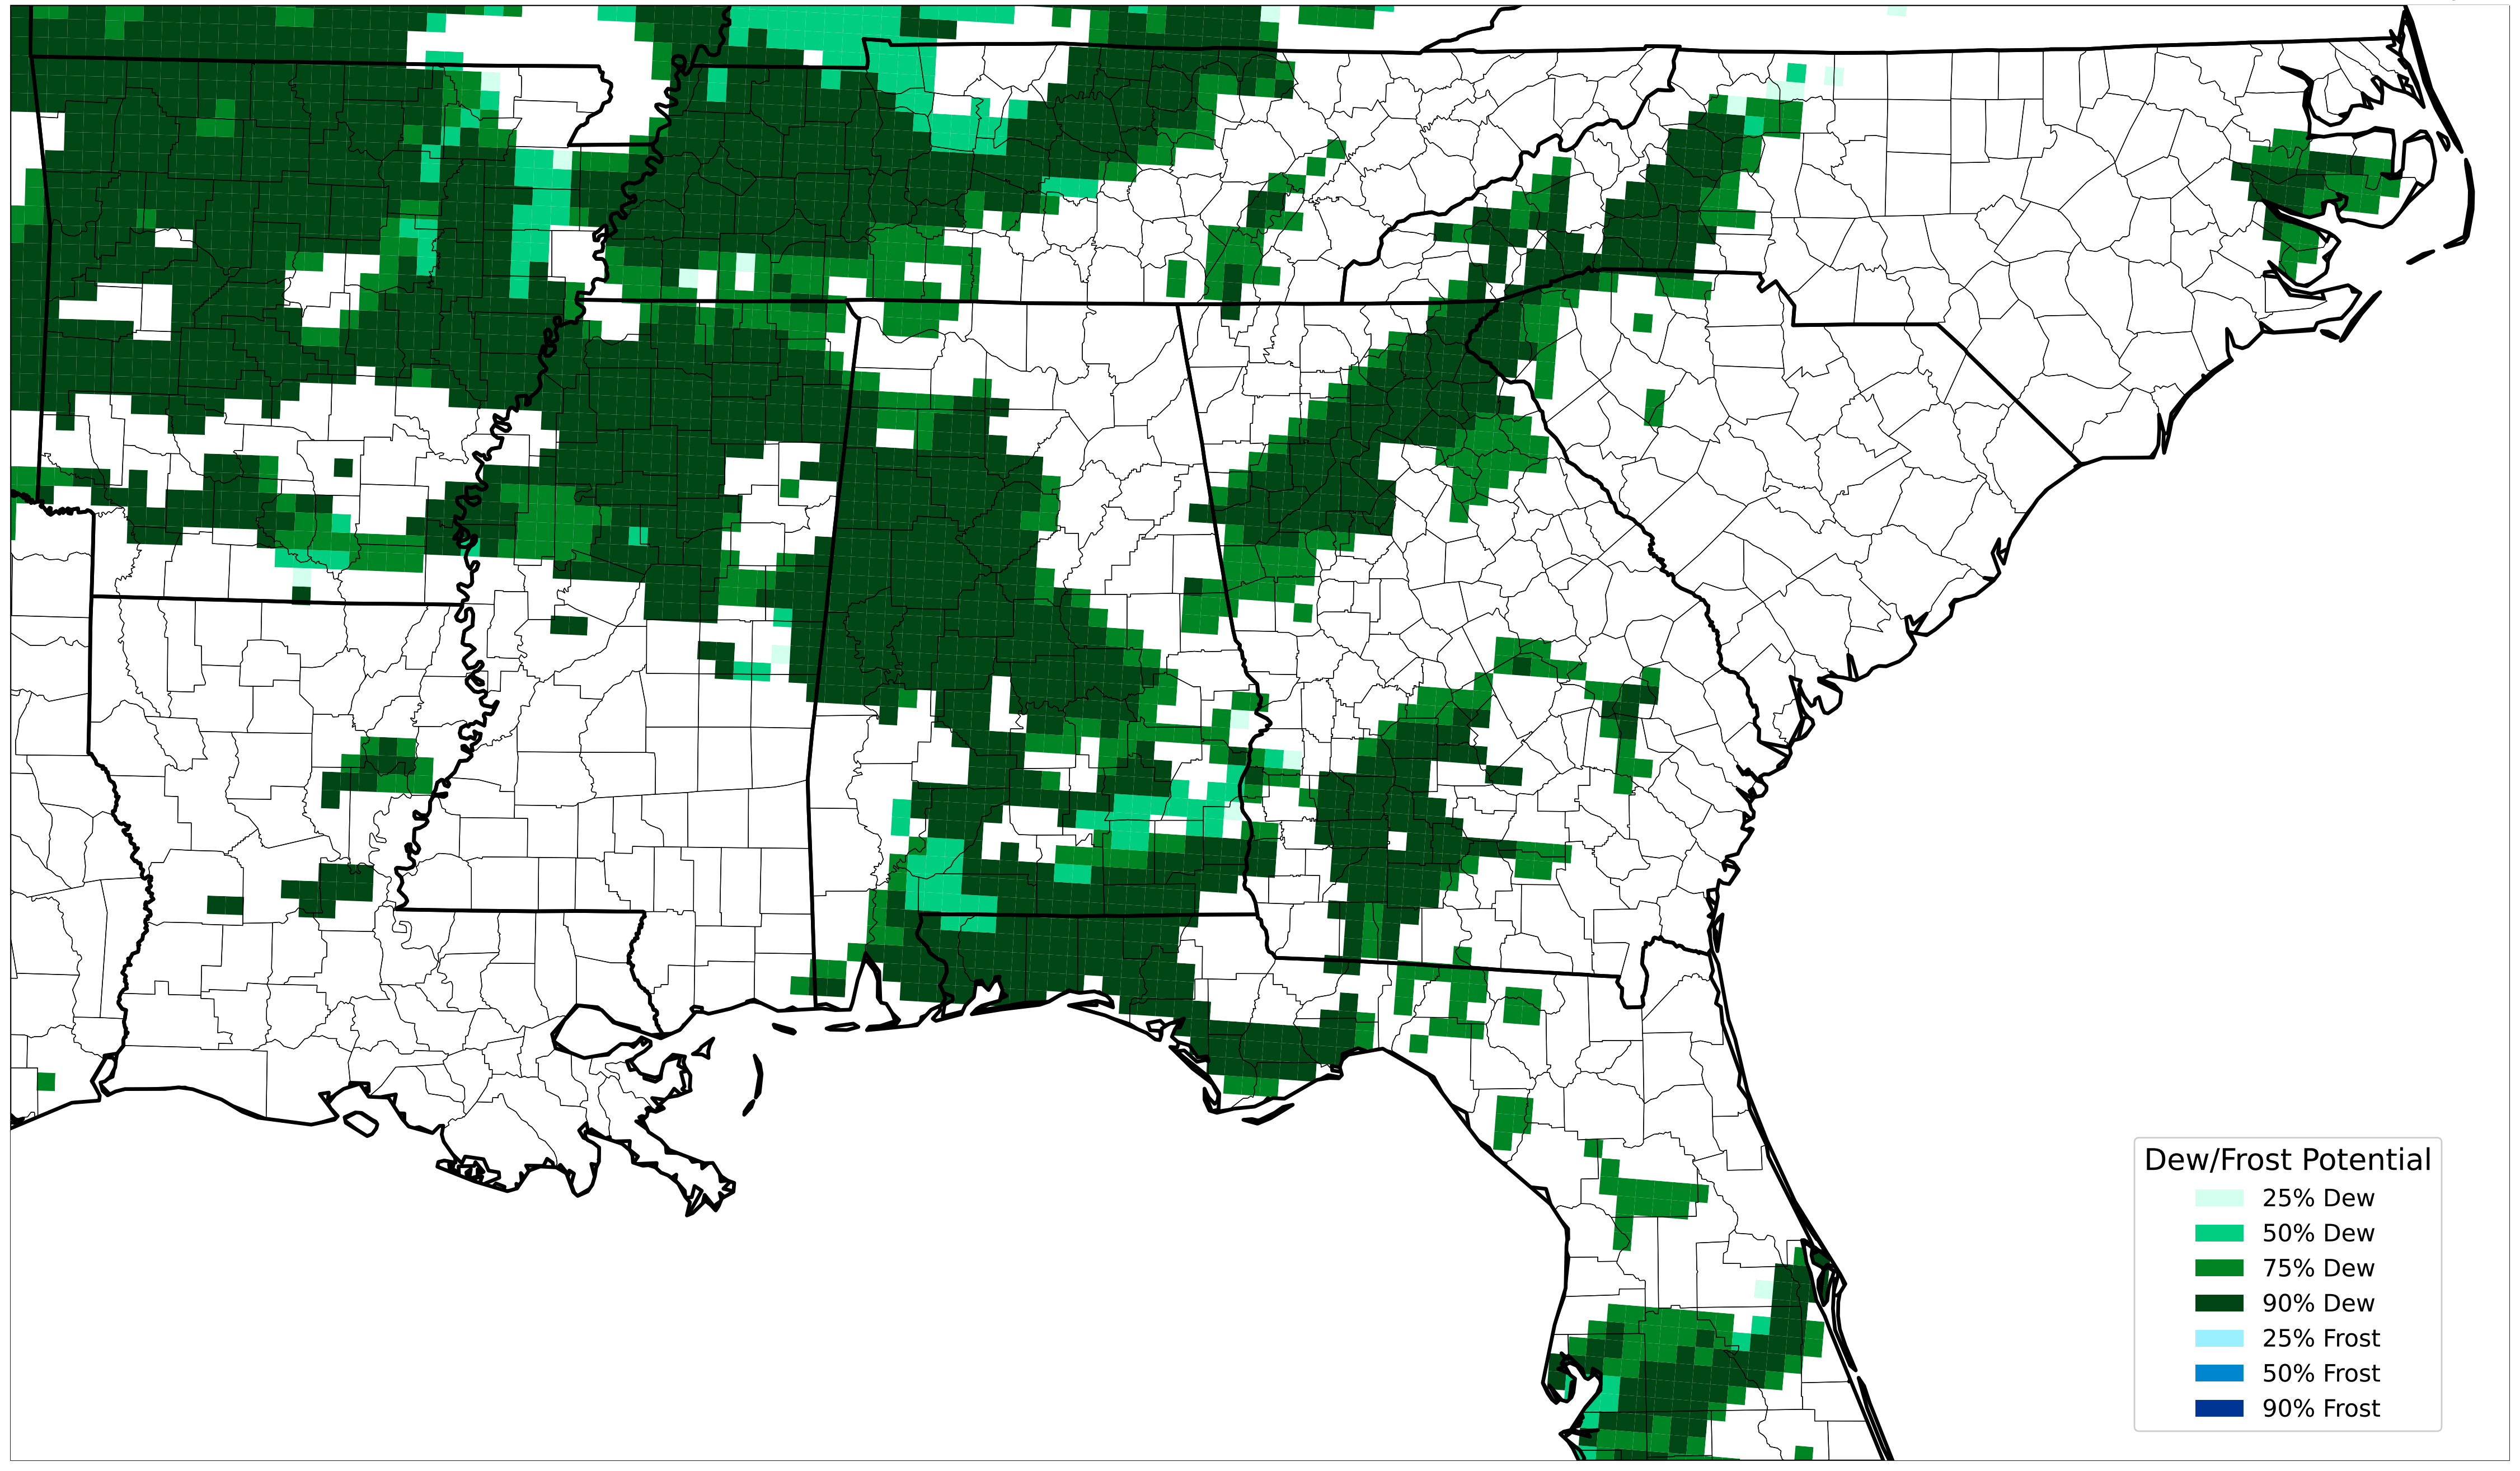 Dew/Frost Potential
25% Dew
50% Dew
75% Dew
90% Dew
25% Frost
50% Frost
90% Frost